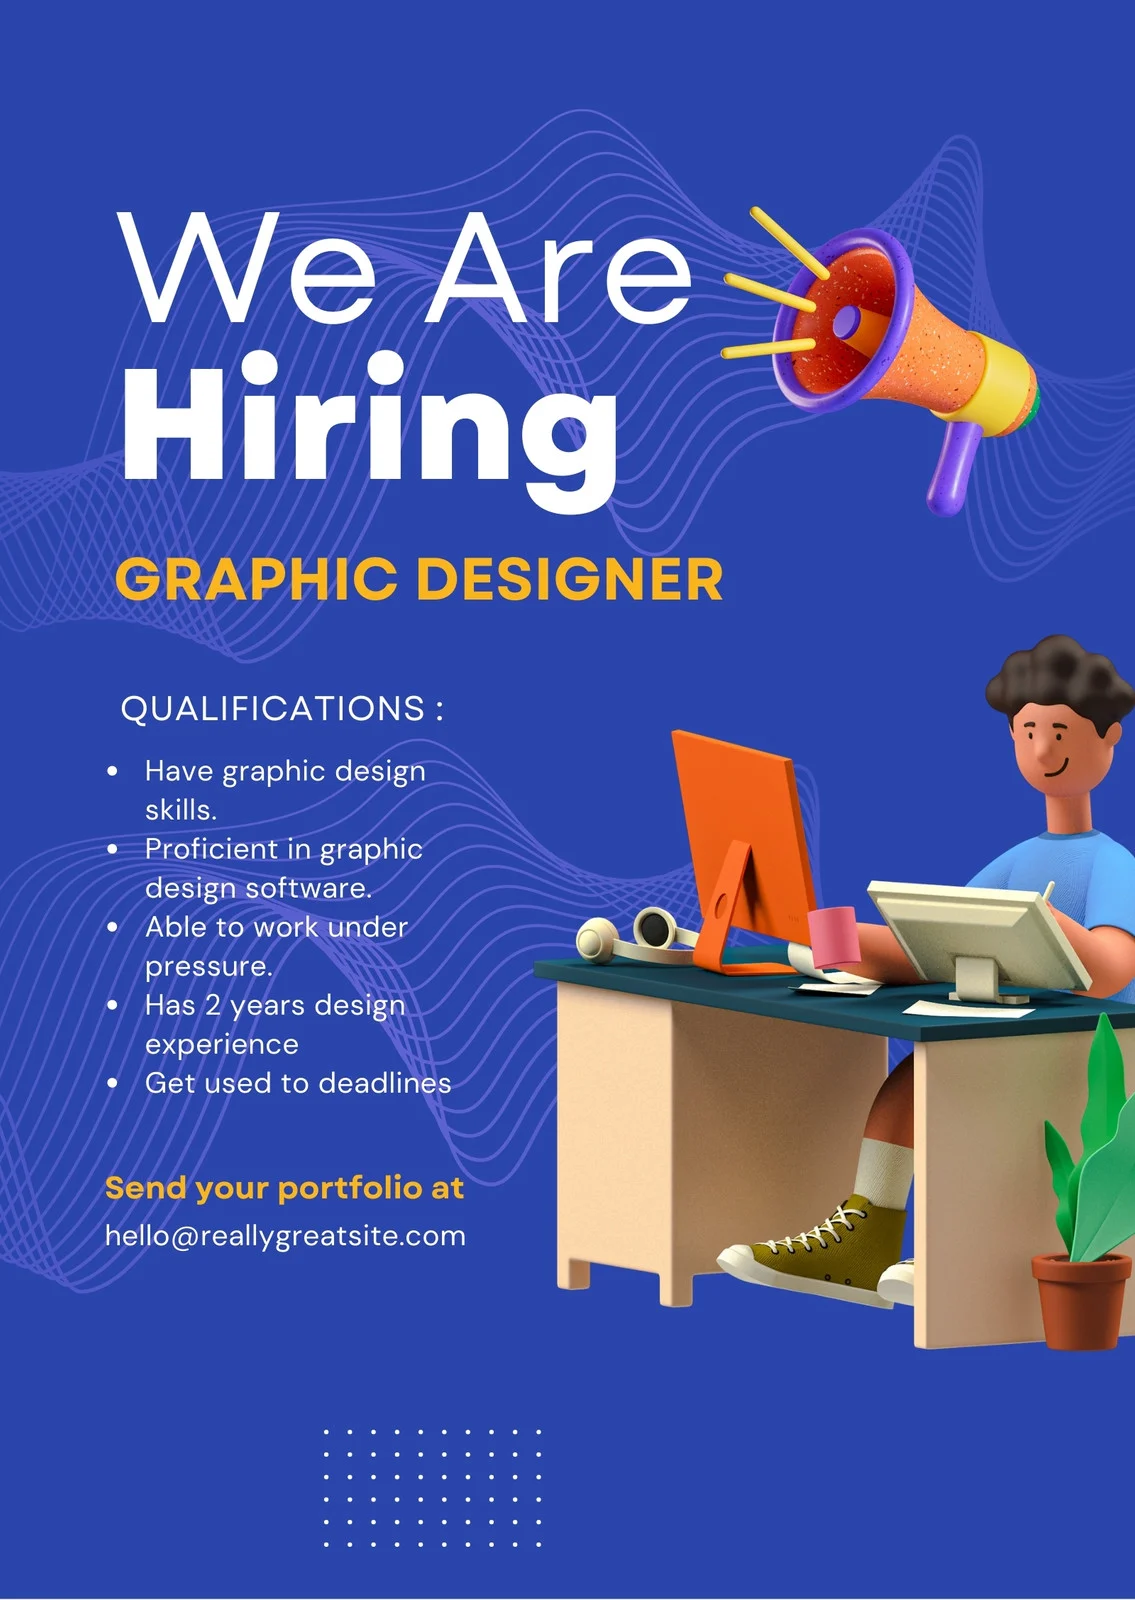 We Are
Hiring
GRAPHIC DESIGNER
QUALIFICATIONS :
• Have graphic design
skills.
• Proficient in graphic
design software.
• Able to work under
pressure.
• Has 2 years design
experience
• Get used to deadlines
Send your portfolio at
hello@reallygreatsite.com